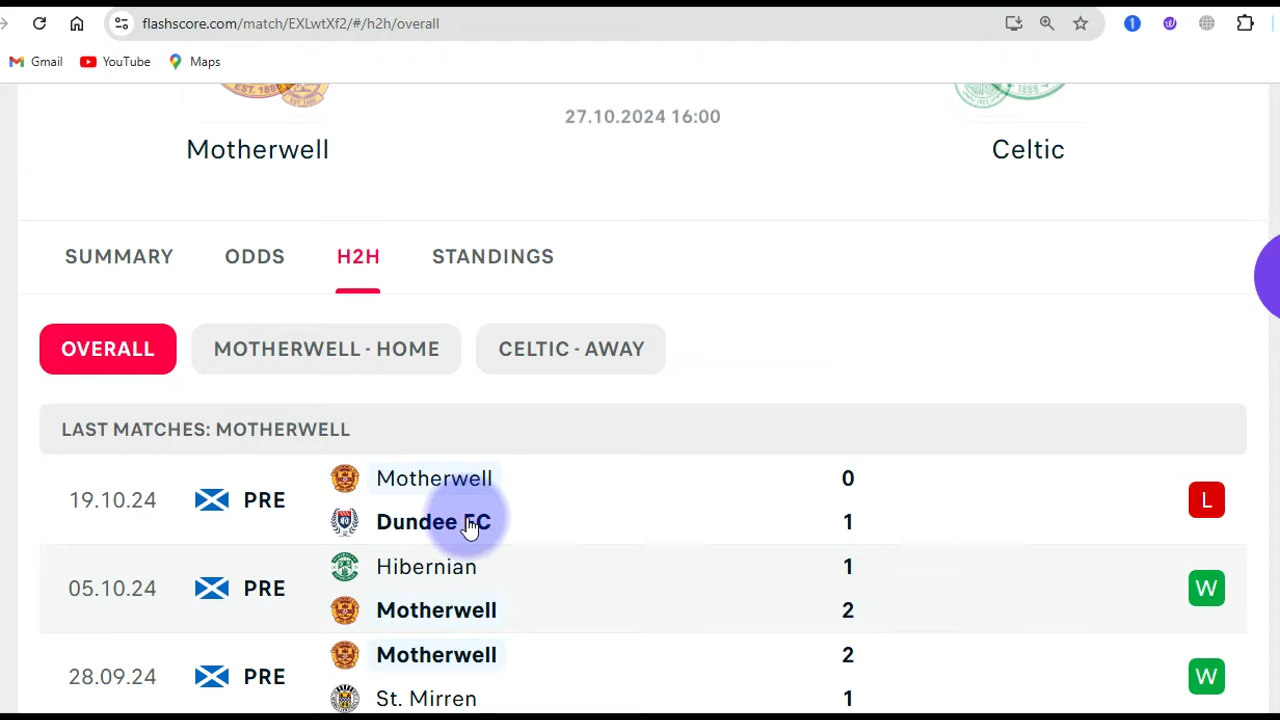 flashscore.com/match/EXLwtXf2/#/h2h/overall
1
Gmail YouTube Maps
27.10.2024 16:00
Motherwell Celtic
SUMMARY ODDS H2H STANDINGS
OVERALL MOTHERWELL - HOME CELTIC - AWAY
LAST MATCHES: MOTHERWELL
Motherwell 0
19.10.24 PRE L
Dundee FC 1
Hibernian 1
05.10.24 PRE W
Motherwell 2
Motherwell 2
28.09.24 PRE W
St. Mirren 1